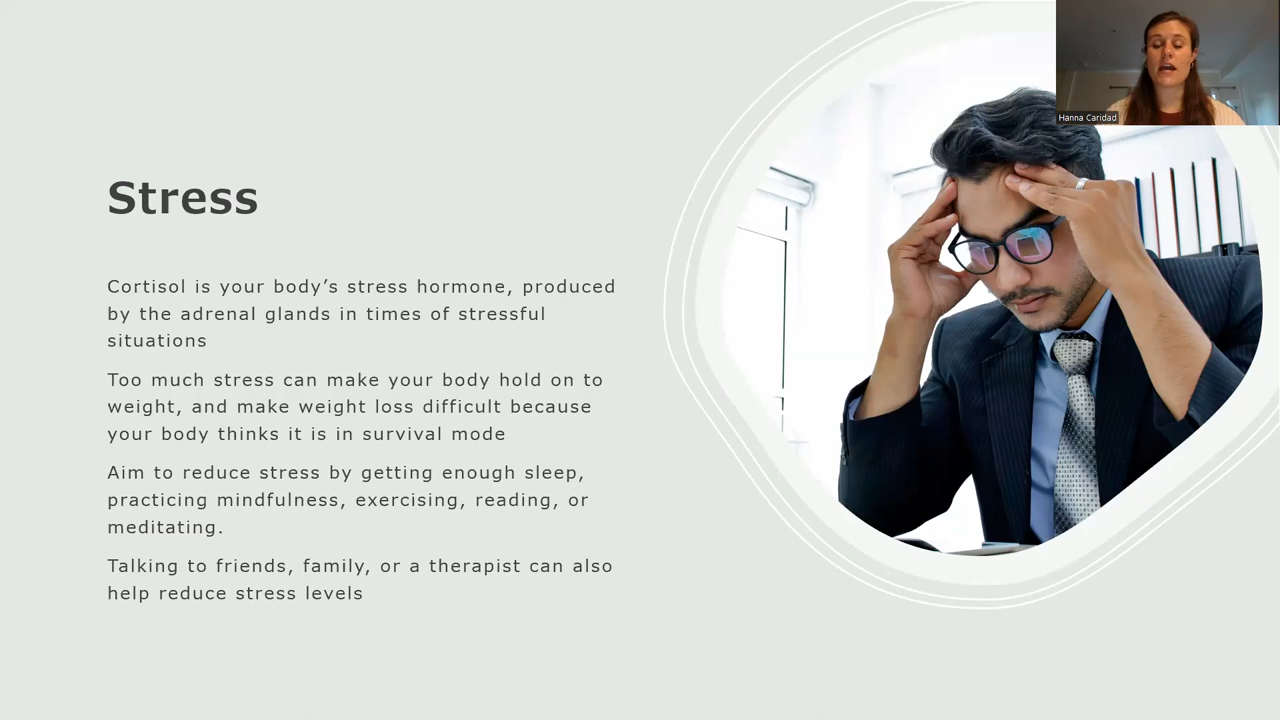 Hanna Caridad
Stress
Cortisol is your body’s stress hormone, produced
by the adrenal glands in times of stressful
situations
Too much stress can make your body hold on to
weight, and make weight loss difficult because
your body thinks it is in survival mode
Aim to reduce stress by getting enough sleep,
practicing mindfulness, exercising, reading, or
meditating.
Talking to friends, family, or a therapist can also
help reduce stress levels